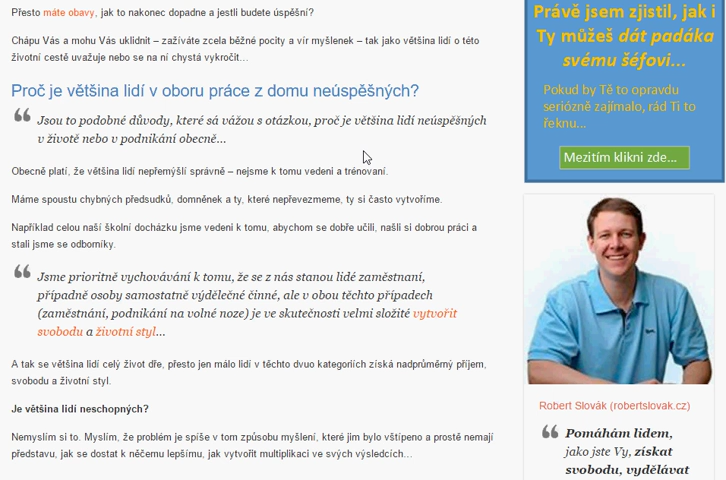 Přesto máte obavy, jak to nakonec dopadne a jestli budete úspěšní?
Chápu Vás a mohu Vás uklidnit – zažíváte zcela běžné pocity a vír myšlenek – tak jako většina lidí o této
životní cestě uvažuje nebo se na ní chystá vykročit…
Proč je většina lidí v oboru práce z domu neúspěšných?
Jsou to podobné důvody, které sá vážou s otázkou, proč je většina lidí neúspěšných
v životě nebo v podnikání obecně…
Obecně platí, že většina lidí nepřemýšlí správně – nejsme k tomu vedeni a trénovaní.
Máme spoustu chybných předsudků, domněnek a ty, které nepřevezmeme, ty si často vytvoříme.
Například celou naší školní docházku jsme vedeni k tomu, abychom se dobře učili, našli si dobrou práci a
stali jsme se odborníky.
Jsme prioritně vychovávání k tomu, že se z nás stanou lidé zaměstnaní,
případně osoby samostatně výdělečné činné, ale v obou těchto případech
(zaměstnání, podnikání na volné noze) je ve skutečnosti velmi složité vytvořit
svobodu a životní styl…
A tak se většina lidí celý život dře, přesto jen málo lidí v těchto dvuo kategoriích získá nadprůměrný příjem,
svobodu a životní styl.
Je většina lidí neschopných?
Nemyslím si to. Myslím, že problém je spíše v tom způsobu myšlení, které jim bylo vštípeno a prostě nemají
představu, jak se dostat k něčemu lepšímu, jak vytvořit multiplikaci ve svých výsledcích…
Právě jsem zjistil, jak i
Ty můžeš dát padáka
svému šéfovi…
Pokud by Tě to opravdu
seriózně zajímalo, rád Ti to
řeknu…
Mezitím klikni zde…
Robert Slovák (robertslovak.cz)
Pomáhám lidem,
jako jste Vy, získat
svobodu, vydělávat